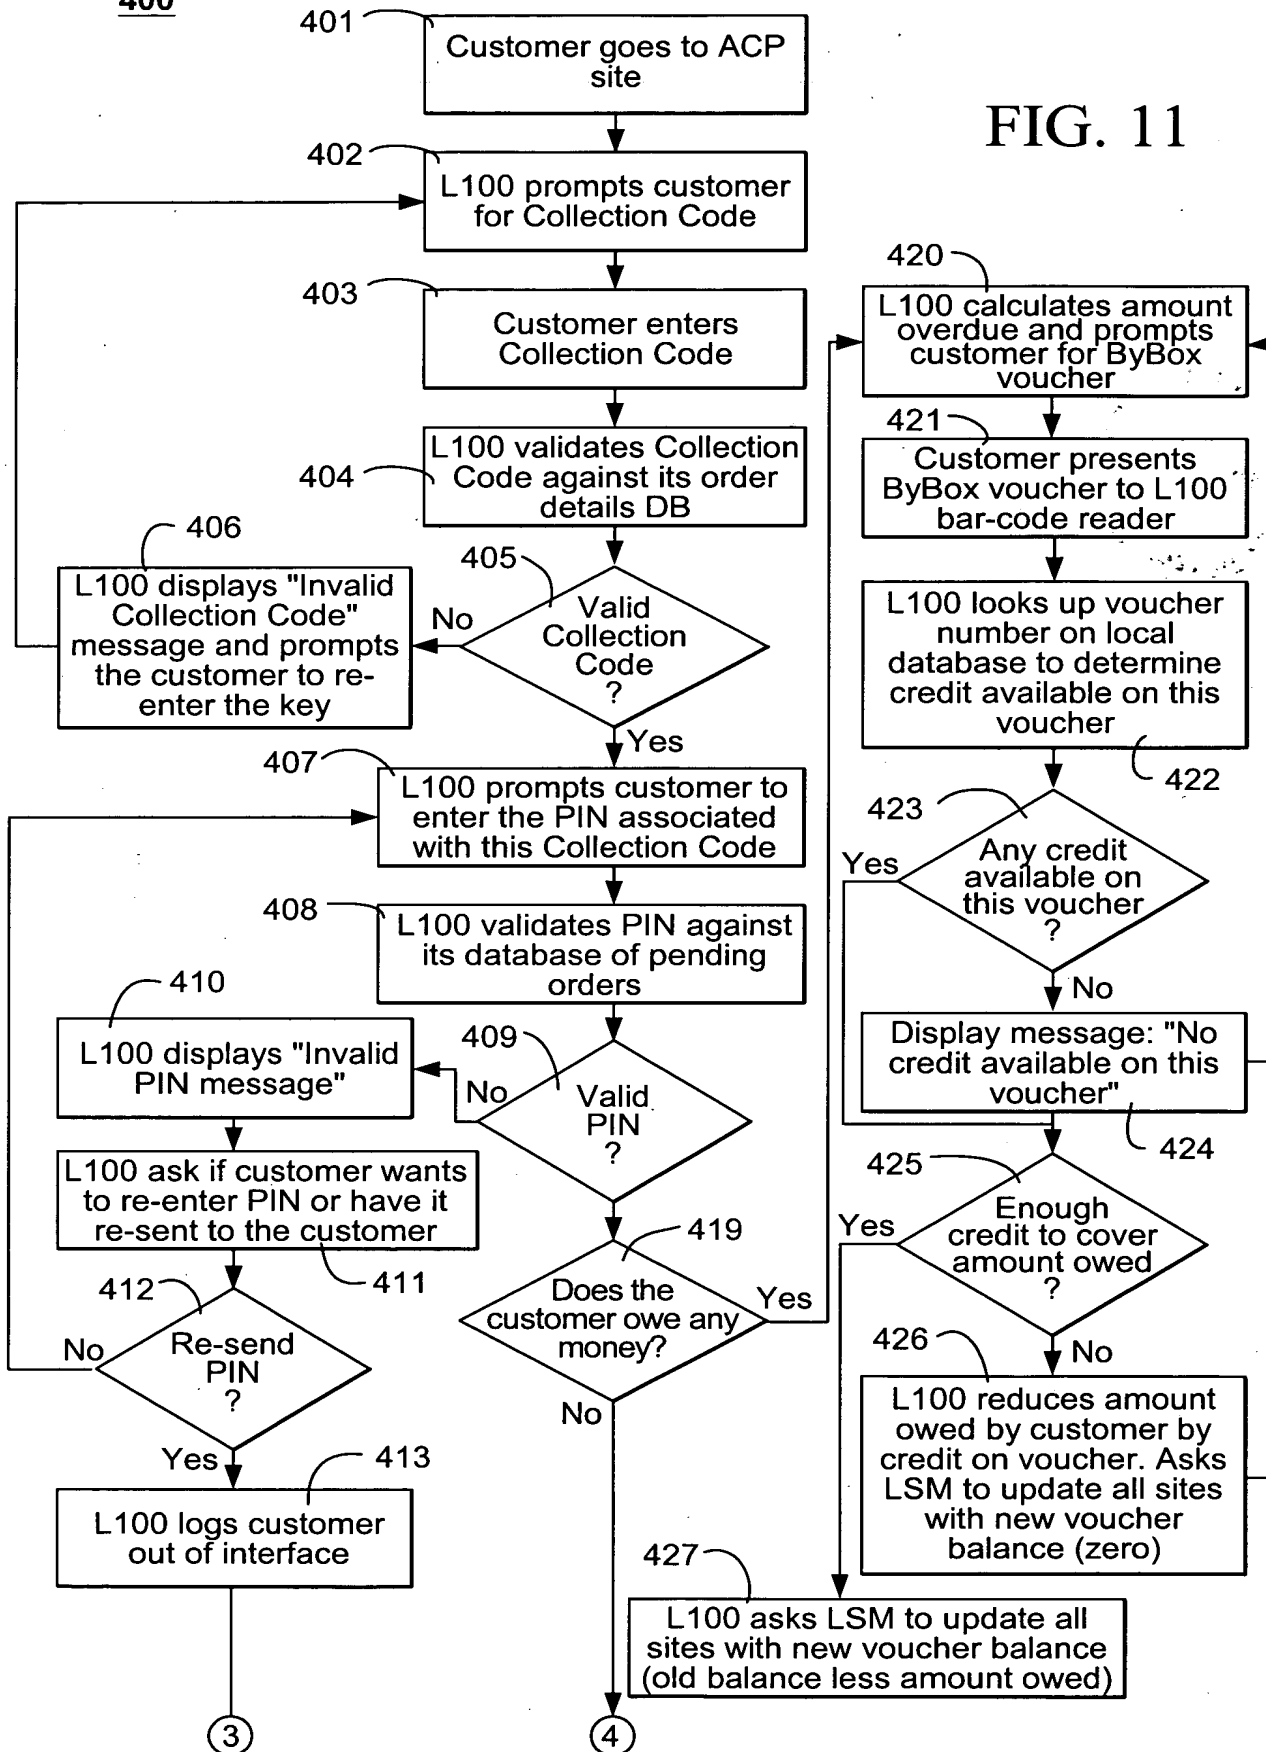 400
401
Customer goes to ACP
site
FIG. 11
402
L100 prompts customer
for Collection Code
403
Customer enters
Collection Code
404
L100 validates Collection
Code against its order
details DB
405
Valid
Collection
Code
?
No
Yes
406
L100 displays "Invalid
Collection Code"
message and prompts
the customer to re-
enter the key
407
L100 prompts customer to
enter the PIN associated
with this Collection Code
408
L100 validates PIN against
its database of pending
orders
409
Valid
PIN
?
No
410
L100 displays "Invalid
PIN message"
L100 ask if customer wants
to re-enter PIN or have it
re-sent to the customer
411
412
Re-send
PIN
?
No
Yes
413
L100 logs customer
out of interface
3
419
Does the
customer owe any
money?
Yes
No
4
420
L100 calculates amount
overdue and prompts
customer for ByBox
voucher
421
Customer presents
ByBox voucher to L100
bar-code reader
L100 looks up voucher
number on local
database to determine
credit available on this
voucher
422
423
Any credit
available on
this voucher
?
Yes
No
Display message: "No
credit available on this
voucher"
424
425
Enough
credit to cover
amount owed
?
Yes
No
426
L100 reduces amount
owed by customer by
credit on voucher. Asks
LSM to update all sites
with new voucher
balance (zero)
427
L100 asks LSM to update all
sites with new voucher balance
(old balance less amount owed)